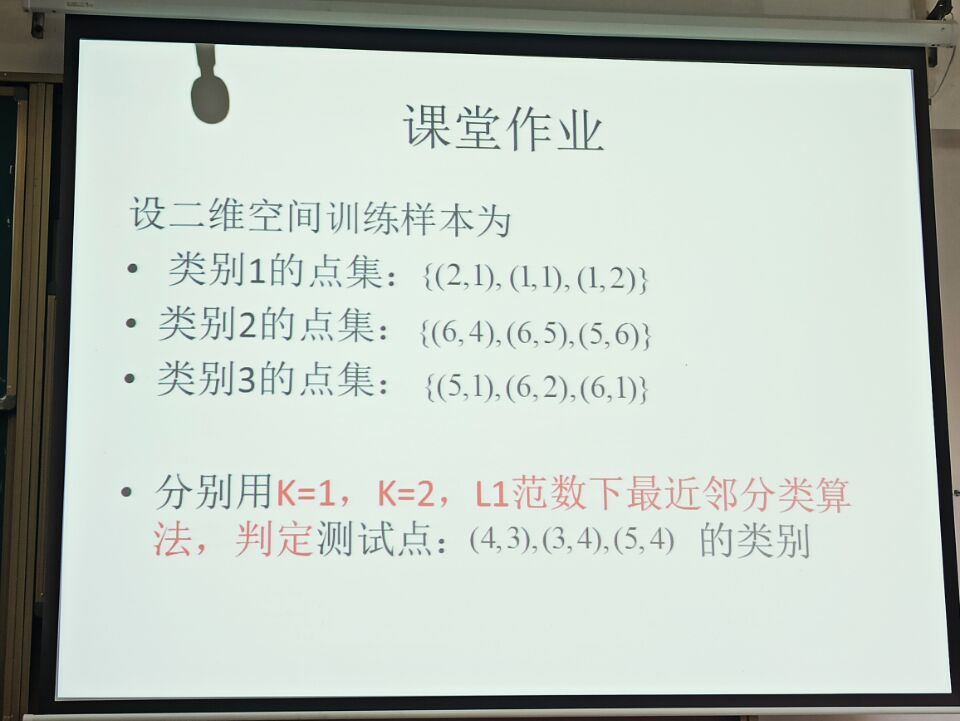 课堂作业
设二维空间训练样本为
• 类别1的点集：{(2,1),(1,1),(1,2)}
• 类别2的点集：{(6,4),(6,5),(5,6)}
• 类别3的点集：{(5,1),(6,2),(6,1)}
• 分别用K=1，K=2，L1范数下最近邻分类算
法，判定测试点：(4,3),(3,4),(5,4) 的类别